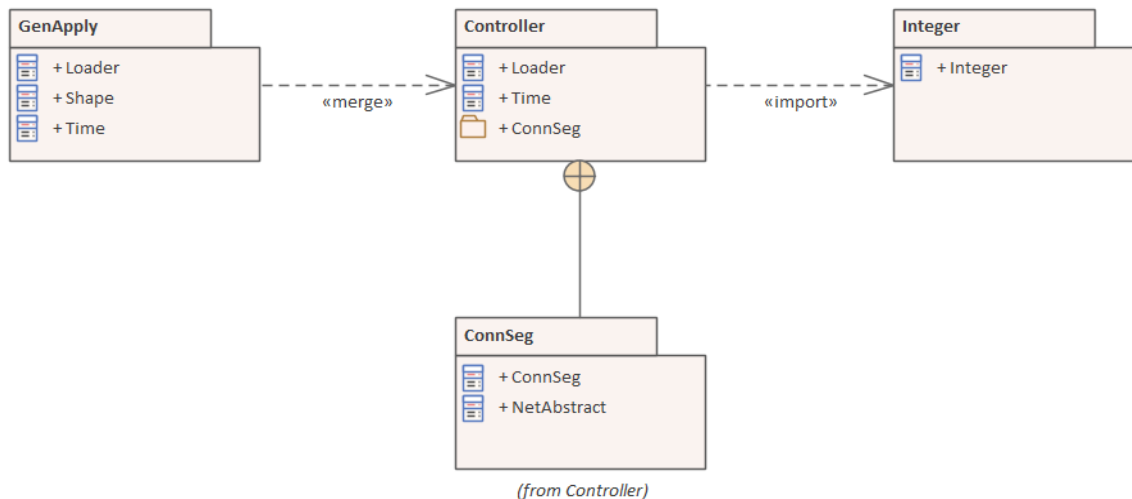 GenApply
+ Loader
+ Shape
+ Time
«merge»
Controller
+ Loader
+ Time
+ ConnSeg
«import»
Integer
+ Integer
ConnSeg
+ ConnSeg
+ NetAbstract
(from Controller)